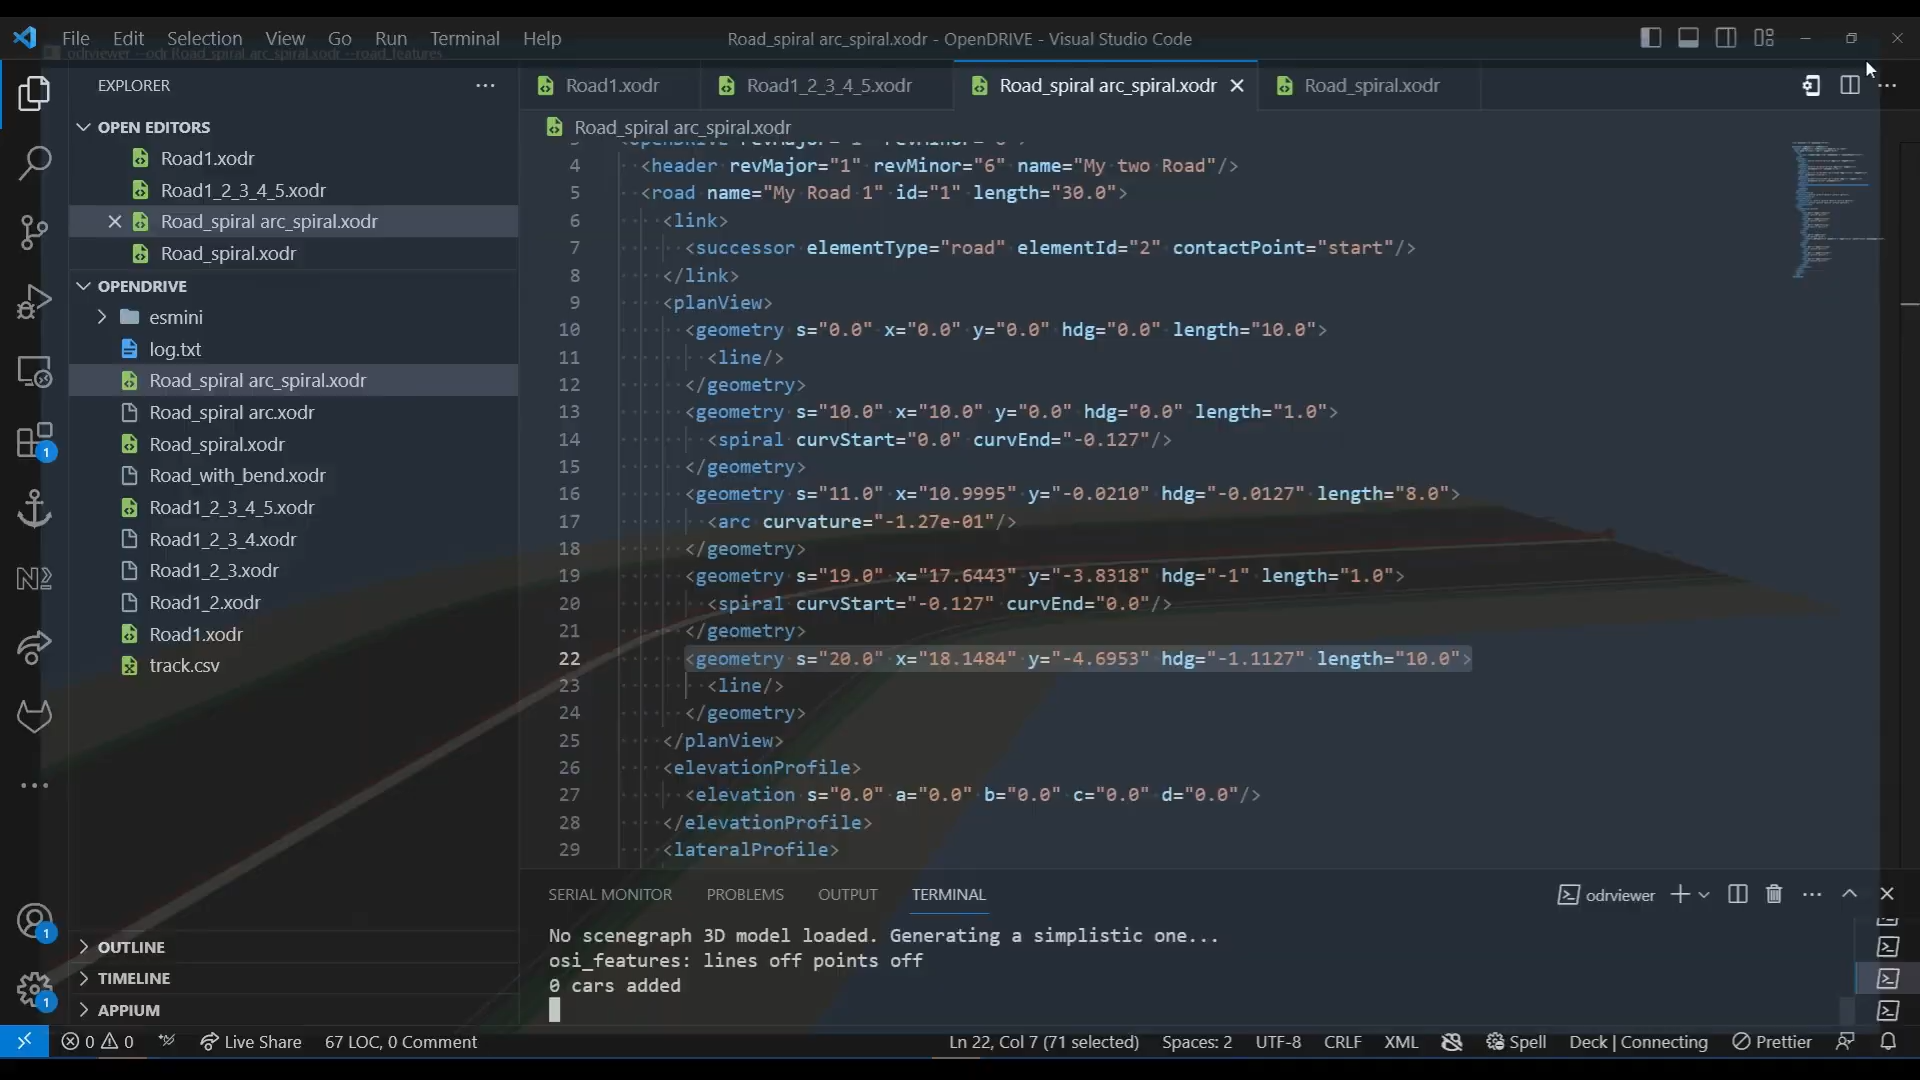 File Edit Selection View Go Run Terminal Help
Road_spiral arc_spiral.xodr - OpenDRIVE - Visual Studio Code
odrviewer --odr Road_spiral arc_spiral.xodr --road_features
EXPLORER
OPEN EDITORS
Road1.xodr
Road1_2_3_4_5.xodr
Road_spiral arc_spiral.xodr
Road_spiral.xodr
OPENDRIVE
esmini
log.txt
Road_spiral arc_spiral.xodr
Road_spiral arc.xodr
Road_spiral.xodr
Road_with_bend.xodr
Road1_2_3_4_5.xodr
Road1_2_3_4.xodr
Road1_2_3.xodr
Road1_2.xodr
Road1.xodr
track.csv
OUTLINE
TIMELINE
APPIUM
1
1
1
Road1.xodr Road1_2_3_4_5.xodr Road_spiral arc_spiral.xodr Road_spiral.xodr
Road_spiral arc_spiral.xodr
4 <header revMajor="1" revMinor="6" name="My two Road"/>
5 <road name="My Road 1" id="1" length="30.0">
6 <link>
7 <successor elementType="road" elementId="2" contactPoint="start"/>
8 </link>
9 <planView>
10 <geometry s="0.0" x="0.0" y="0.0" hdg="0.0" length="10.0">
11 <line/>
12 </geometry>
13 <geometry s="10.0" x="10.0" y="0.0" hdg="0.0" length="1.0">
14 <spiral curvStart="0.0" curvEnd="-0.127"/>
15 </geometry>
16 <geometry s="11.0" x="10.9995" y="-0.0210" hdg="-0.0127" length="8.0">
17 <arc curvature="-1.27e-01"/>
18 </geometry>
19 <geometry s="19.0" x="17.6443" y="-3.8318" hdg="-1" length="1.0">
20 <spiral curvStart="-0.127" curvEnd="0.0"/>
21 </geometry>
22 <geometry s="20.0" x="18.1484" y="-4.6953" hdg="-1.1127" length="10.0">
23 <line/>
24 </geometry>
25 </planView>
26 <elevationProfile>
27 <elevation s="0.0" a="0.0" b="0.0" c="0.0" d="0.0"/>
28 </elevationProfile>
29 <lateralProfile>
SERIAL MONITOR PROBLEMS OUTPUT TERMINAL
odrviewer
No scenegraph 3D model loaded. Generating a simplistic one...
osi_features: lines off points off
0 cars added
0 0 Live Share 67 LOC, 0 Comment
Ln 22, Col 7 (71 selected) Spaces: 2 UTF-8 CRLF XML Spell Deck | Connecting Prettier